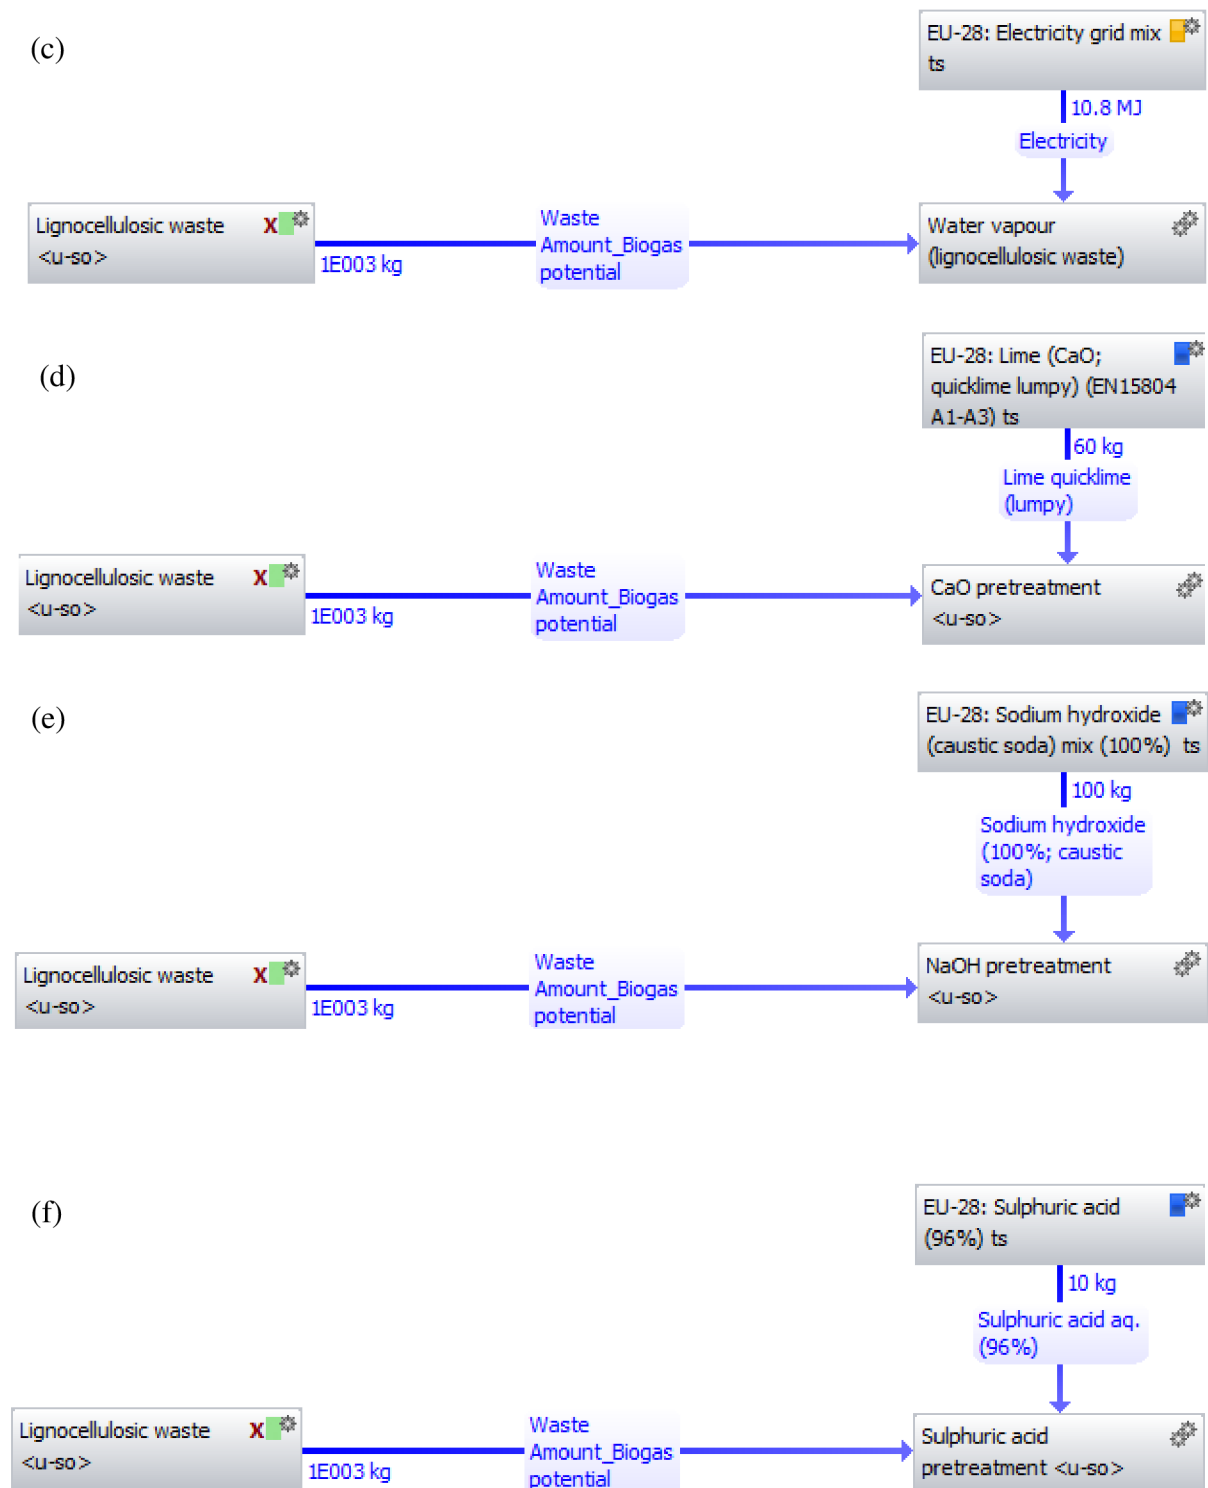 (c)
EU-28: Electricity grid mix
ts
10.8 MJ
Electricity
Lignocellulosic waste X
<u-so>
1E003 kg
Waste
Amount_Biogas
potential
Water vapour
(lignocellulosic waste)
(d)
EU-28: Lime (CaO;
quicklime lumpy) (EN15804
A1-A3) ts
60 kg
Lime quicklime
(lumpy)
Lignocellulosic waste X
<u-so>
1E003 kg
Waste
Amount_Biogas
potential
CaO pretreatment
<u-so>
(e)
EU-28: Sodium hydroxide
(caustic soda) mix (100%) ts
100 kg
Sodium hydroxide
(100%; caustic
soda)
Lignocellulosic waste X
<u-so>
1E003 kg
Waste
Amount_Biogas
potential
NaOH pretreatment
<u-so>
(f)
EU-28: Sulphuric acid
(96%) ts
10 kg
Sulphuric acid aq.
(96%)
Lignocellulosic waste X
<u-so>
1E003 kg
Waste
Amount_Biogas
potential
Sulphuric acid
pretreatment <u-so>